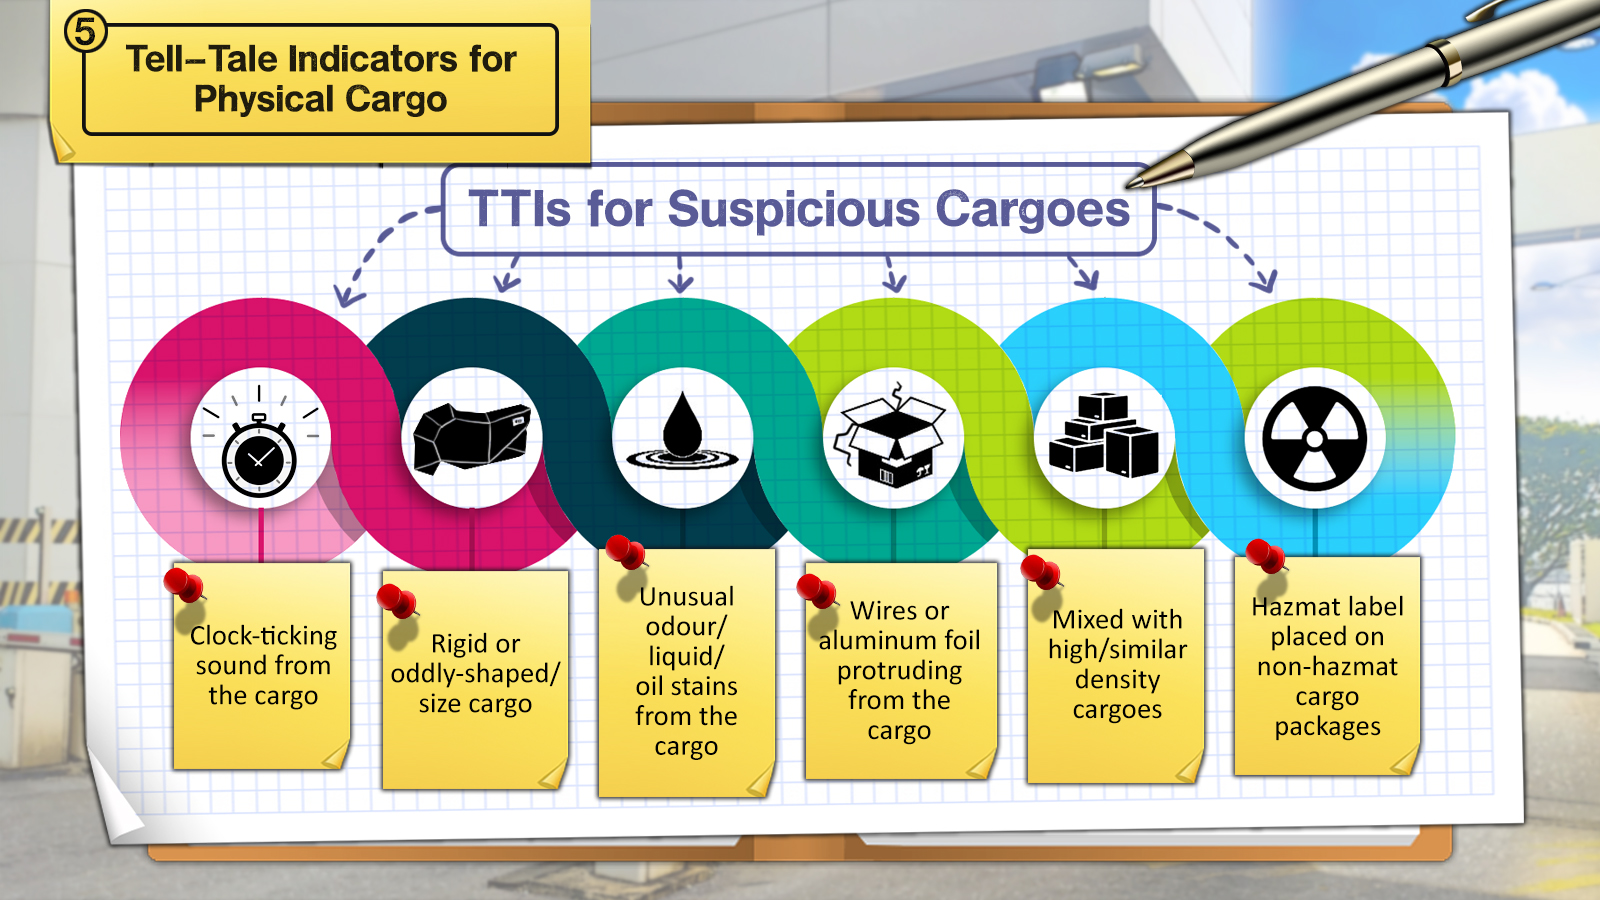 5
Tell–Tale Indicators for
Physical Cargo
TTIs for Suspicious Cargoes
Clock-ticking
sound from
the cargo
Rigid or
oddly-shaped/
size cargo
Unusual
odour/
liquid/
oil stains
from the
cargo
Wires or
aluminum foil
protruding
from the
cargo
Mixed with
high/similar
density
cargoes
Hazmat label
placed on
non-hazmat
cargo
packages